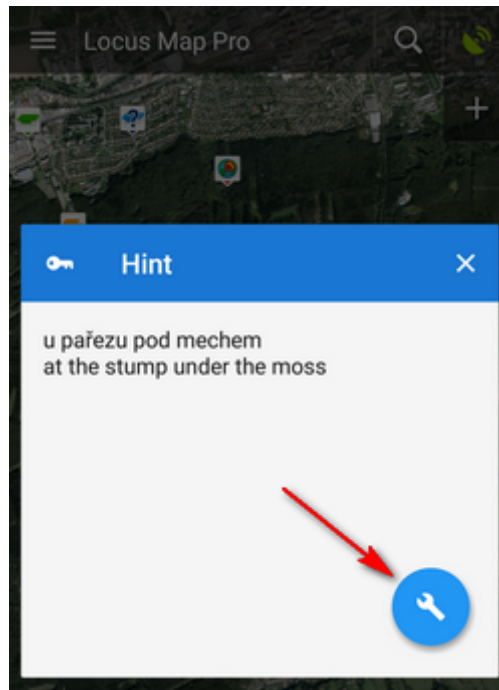 Locus Map Pro
Hint
u pařezu pod mechem
at the stump under the moss